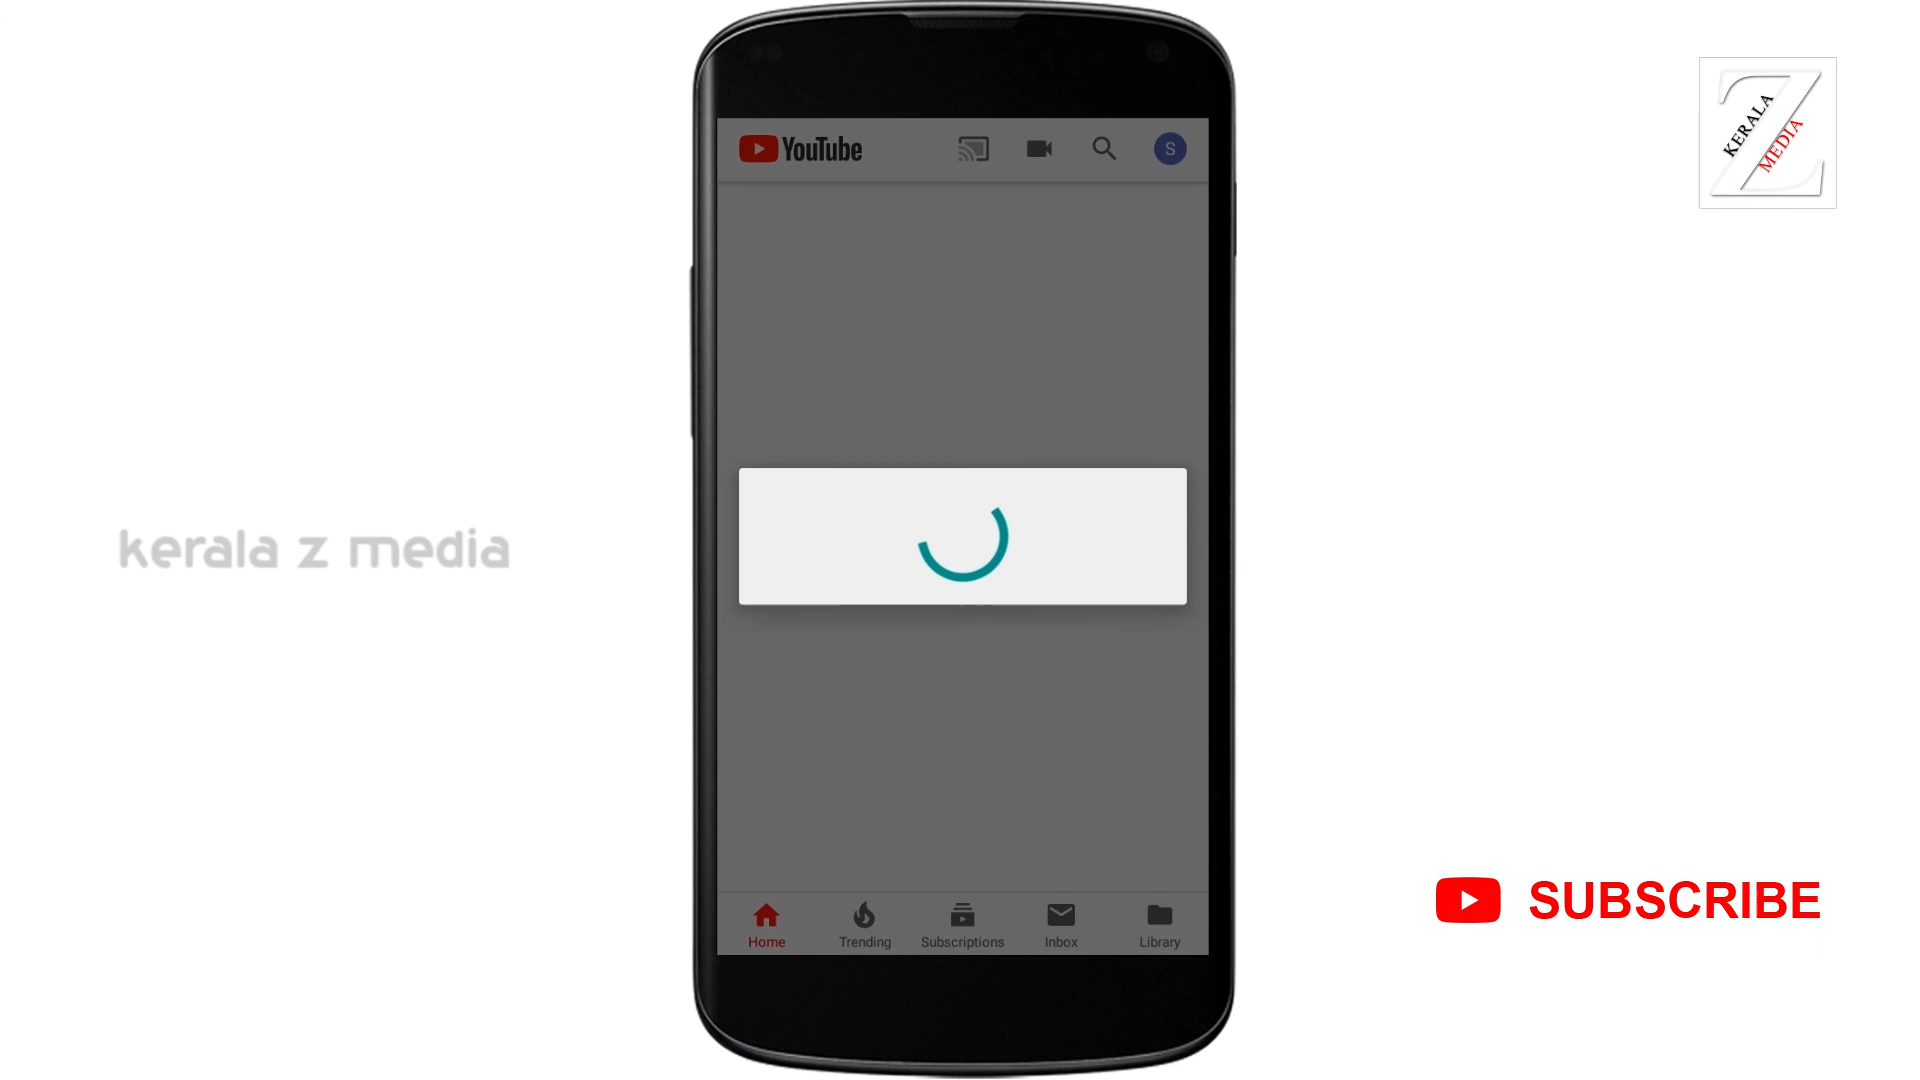 YouTube
S
KERALA
MEDIA
Z
kerala z media
SUBSCRIBE
Home
Trending
Subscriptions
Inbox
Library